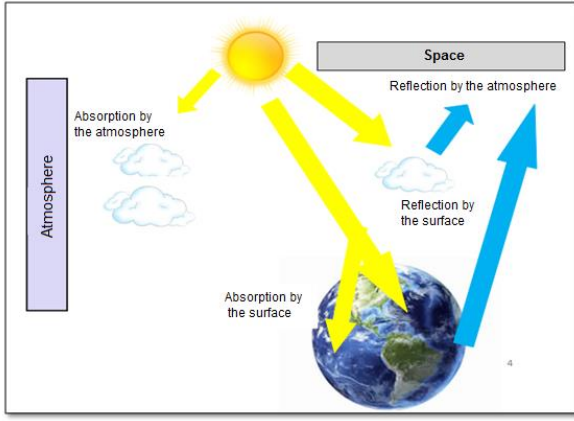 Space
Reflection by the atmosphere
Absorption by
the atmosphere
Atmosphere
Reflection by
the surface
Absorption by
the surface
4